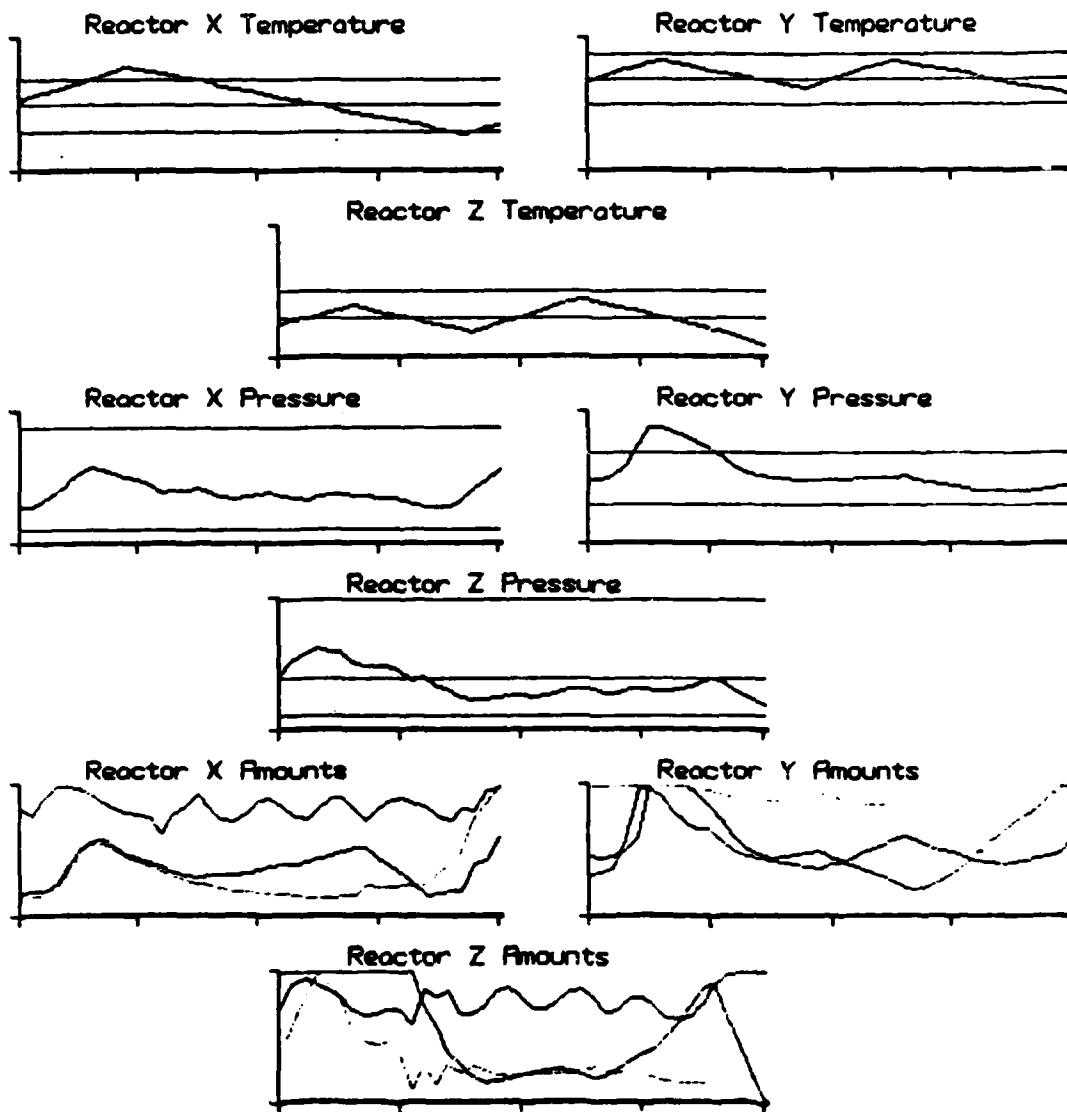 Reactor X Temperature
Reactor Y Temperature
Reactor Z Temperature
Reactor X Pressure
Reactor Y Pressure
Reactor Z Pressure
Reactor X Amounts
Reactor Y Amounts
Reactor Z Amounts